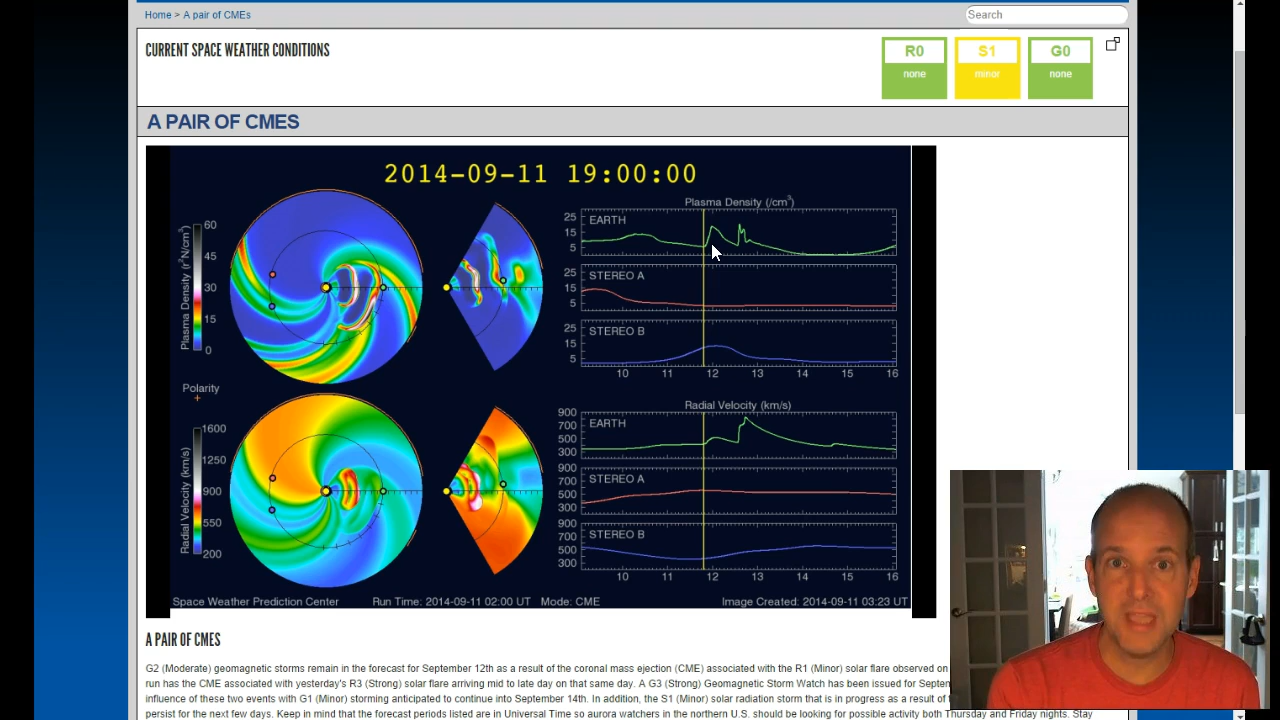 Home > A pair of CMEs
Search
CURRENT SPACE WEATHER CONDITIONS
R0
none
S1
minor
G0
none
A PAIR OF CMES
2014-09-11 19:00:00
Plasma Density (r²N/cm³)
60
45
30
15
0
Plasma Density (/cm³)
25
15
5
EARTH
25
15
5
STEREO A
25
15
5
STEREO B
10 11 12 13 14 15 16
Polarity
+
Radial Velocity (km/s)
1600
1250
900
550
200
Radial Velocity (km/s)
900
700
500
300
EARTH
900
700
500
300
STEREO A
900
700
500
300
STEREO B
10 11 12 13 14 15 16
Space Weather Prediction Center Run Time: 2014-09-11 02:00 UT Mode: CME Image Created: 2014-09-11 03:23 UT
A PAIR OF CMES
G2 (Moderate) geomagnetic storms remain in the forecast for September 12th as a result of the coronal mass ejection (CME) associated with the R1 (Minor) solar flare observed on
run has the CME associated with yesterday's R3 (Strong) solar flare arriving mid to late day on that same day. A G3 (Strong) Geomagnetic Storm Watch has been issued for
influence of these two events with G1 (Minor) storming anticipated to continue into September 14th. In addition, the S1 (Minor) solar radiation storm that is in progress as a result of
persist for the next few days. Keep in mind that the forecast periods listed are in Universal Time so aurora watchers in the northern U.S. should be looking for possible activity both Thursday and Friday nights. Stay